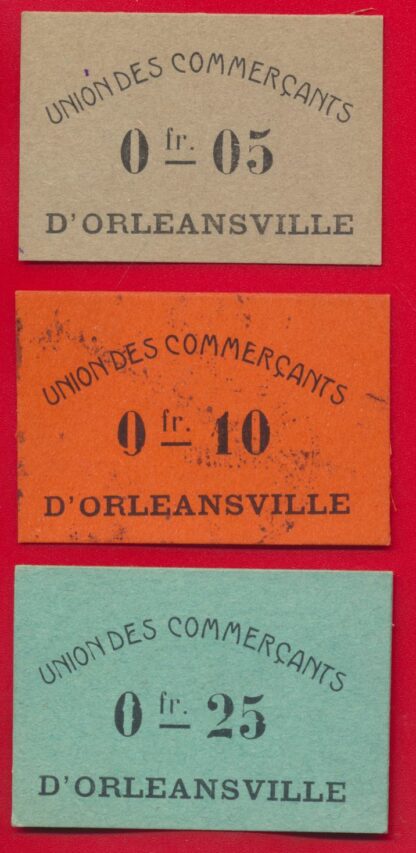 UNION DES COMMERÇANTS
0 fr. 05
D'ORLEANSVILLE
UNION DES COMMERÇANTS
0 fr. 10
D'ORLEANSVILLE
UNION DES COMMERÇANTS
0 fr. 25
D'ORLEANSVILLE